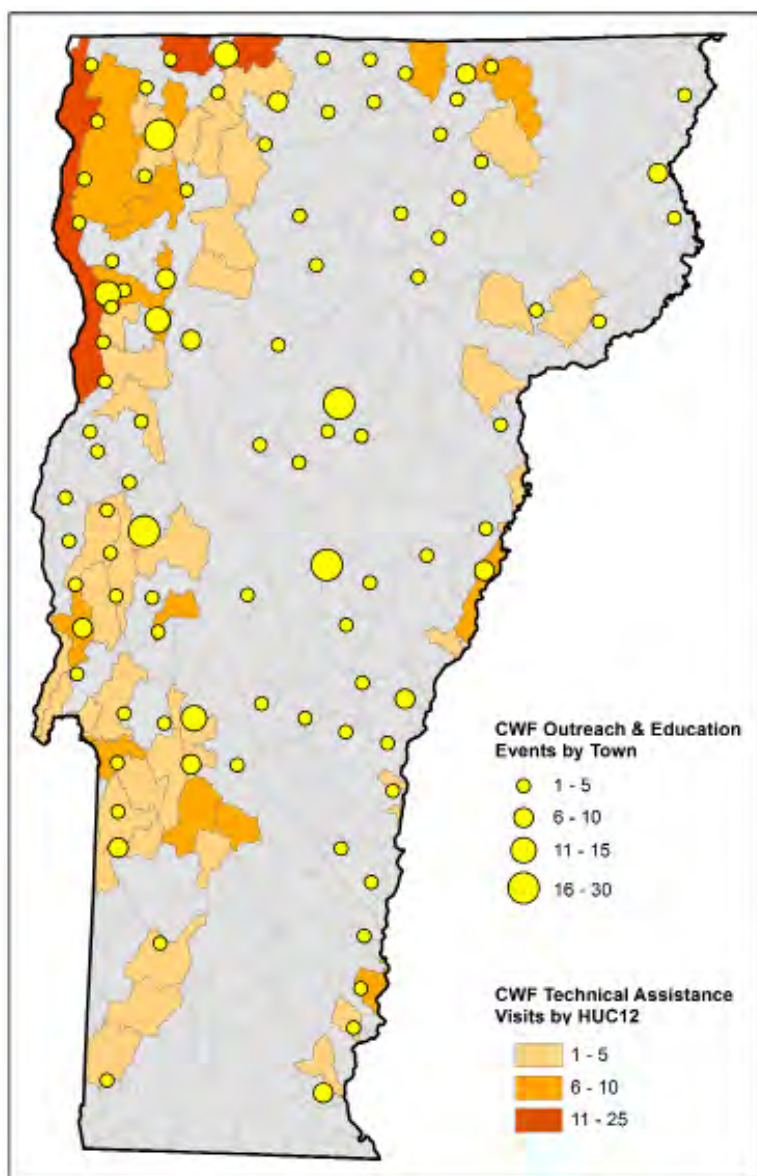 CWF Outreach & Education
Events by Town
1 - 5
6 - 10
11 - 15
16 - 30
CWF Technical Assistance
Visits by HUC12
1 - 5
6 - 10
11 - 25